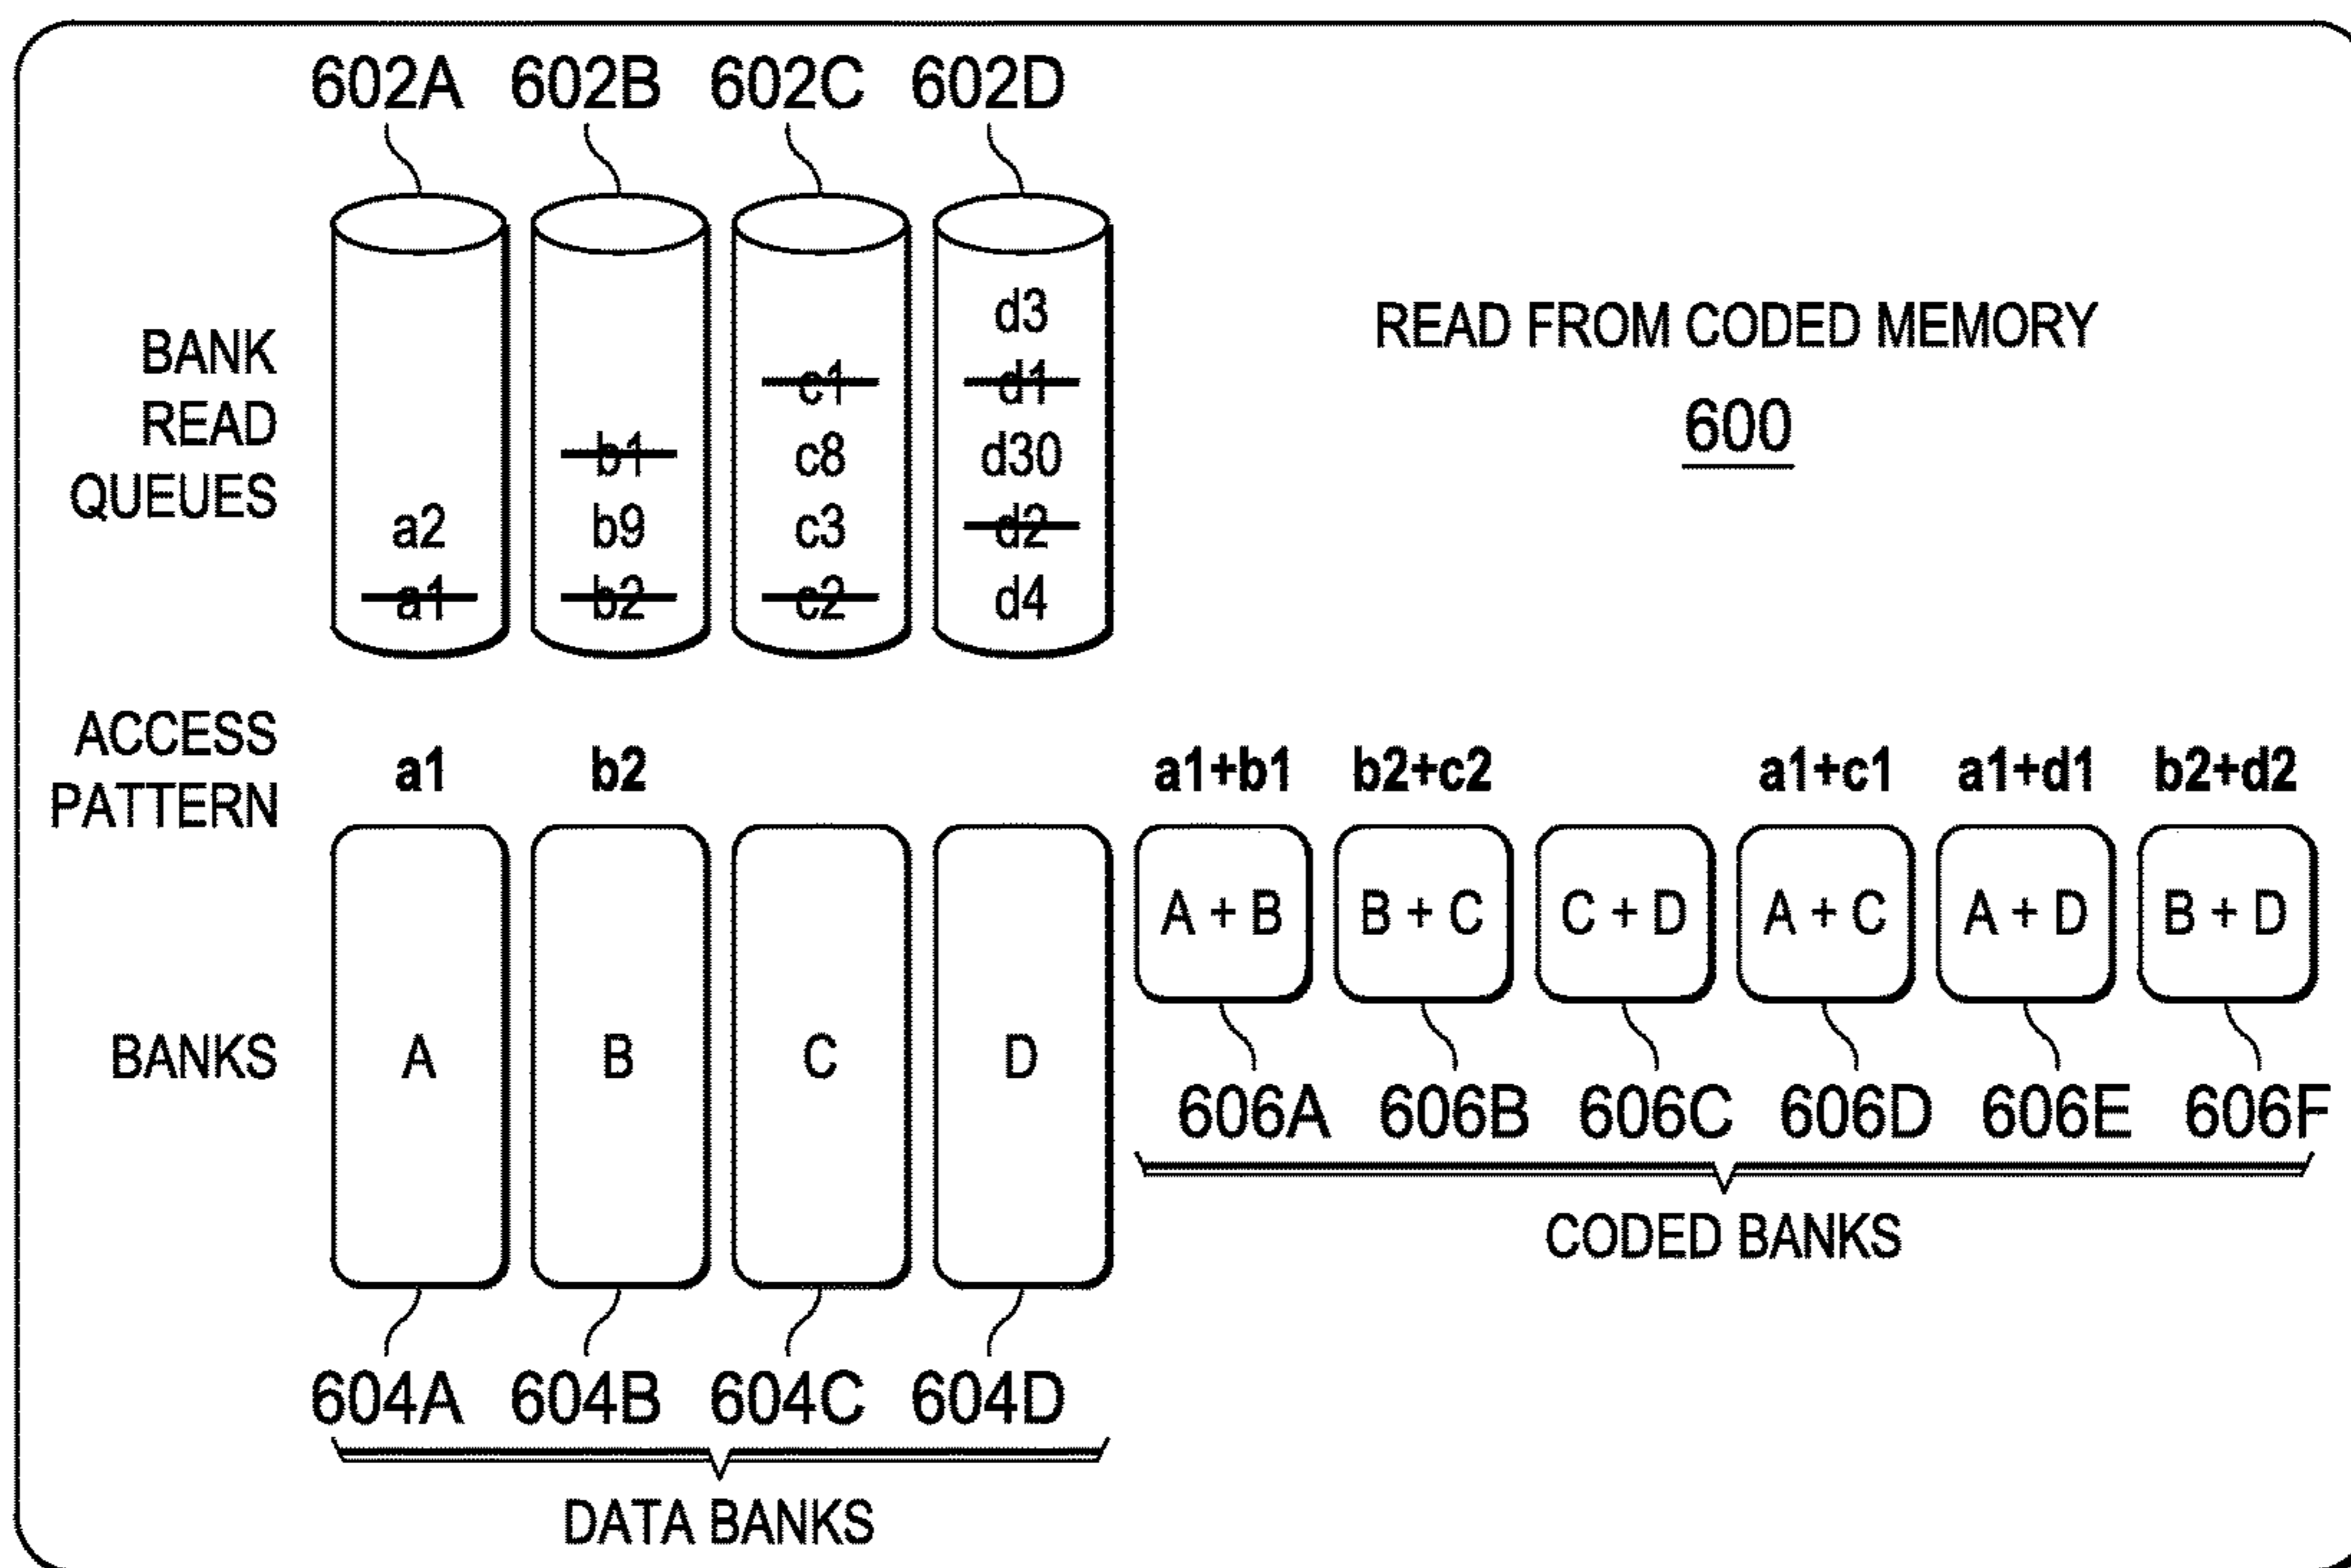 602A 602B 602C 602D
BANK
READ
QUEUES
d3
c1 d1
b1 c8 d30
a2 b9 c3 d2
a1 b2 c2 d4
READ FROM CODED MEMORY
600
ACCESS
PATTERN
a1 b2 a1+b1 b2+c2 a1+c1 a1+d1 b2+d2
A + B B + C C + D A + C A + D B + D
BANKS
A B C D
606A 606B 606C 606D 606E 606F
CODED BANKS
604A 604B 604C 604D
DATA BANKS